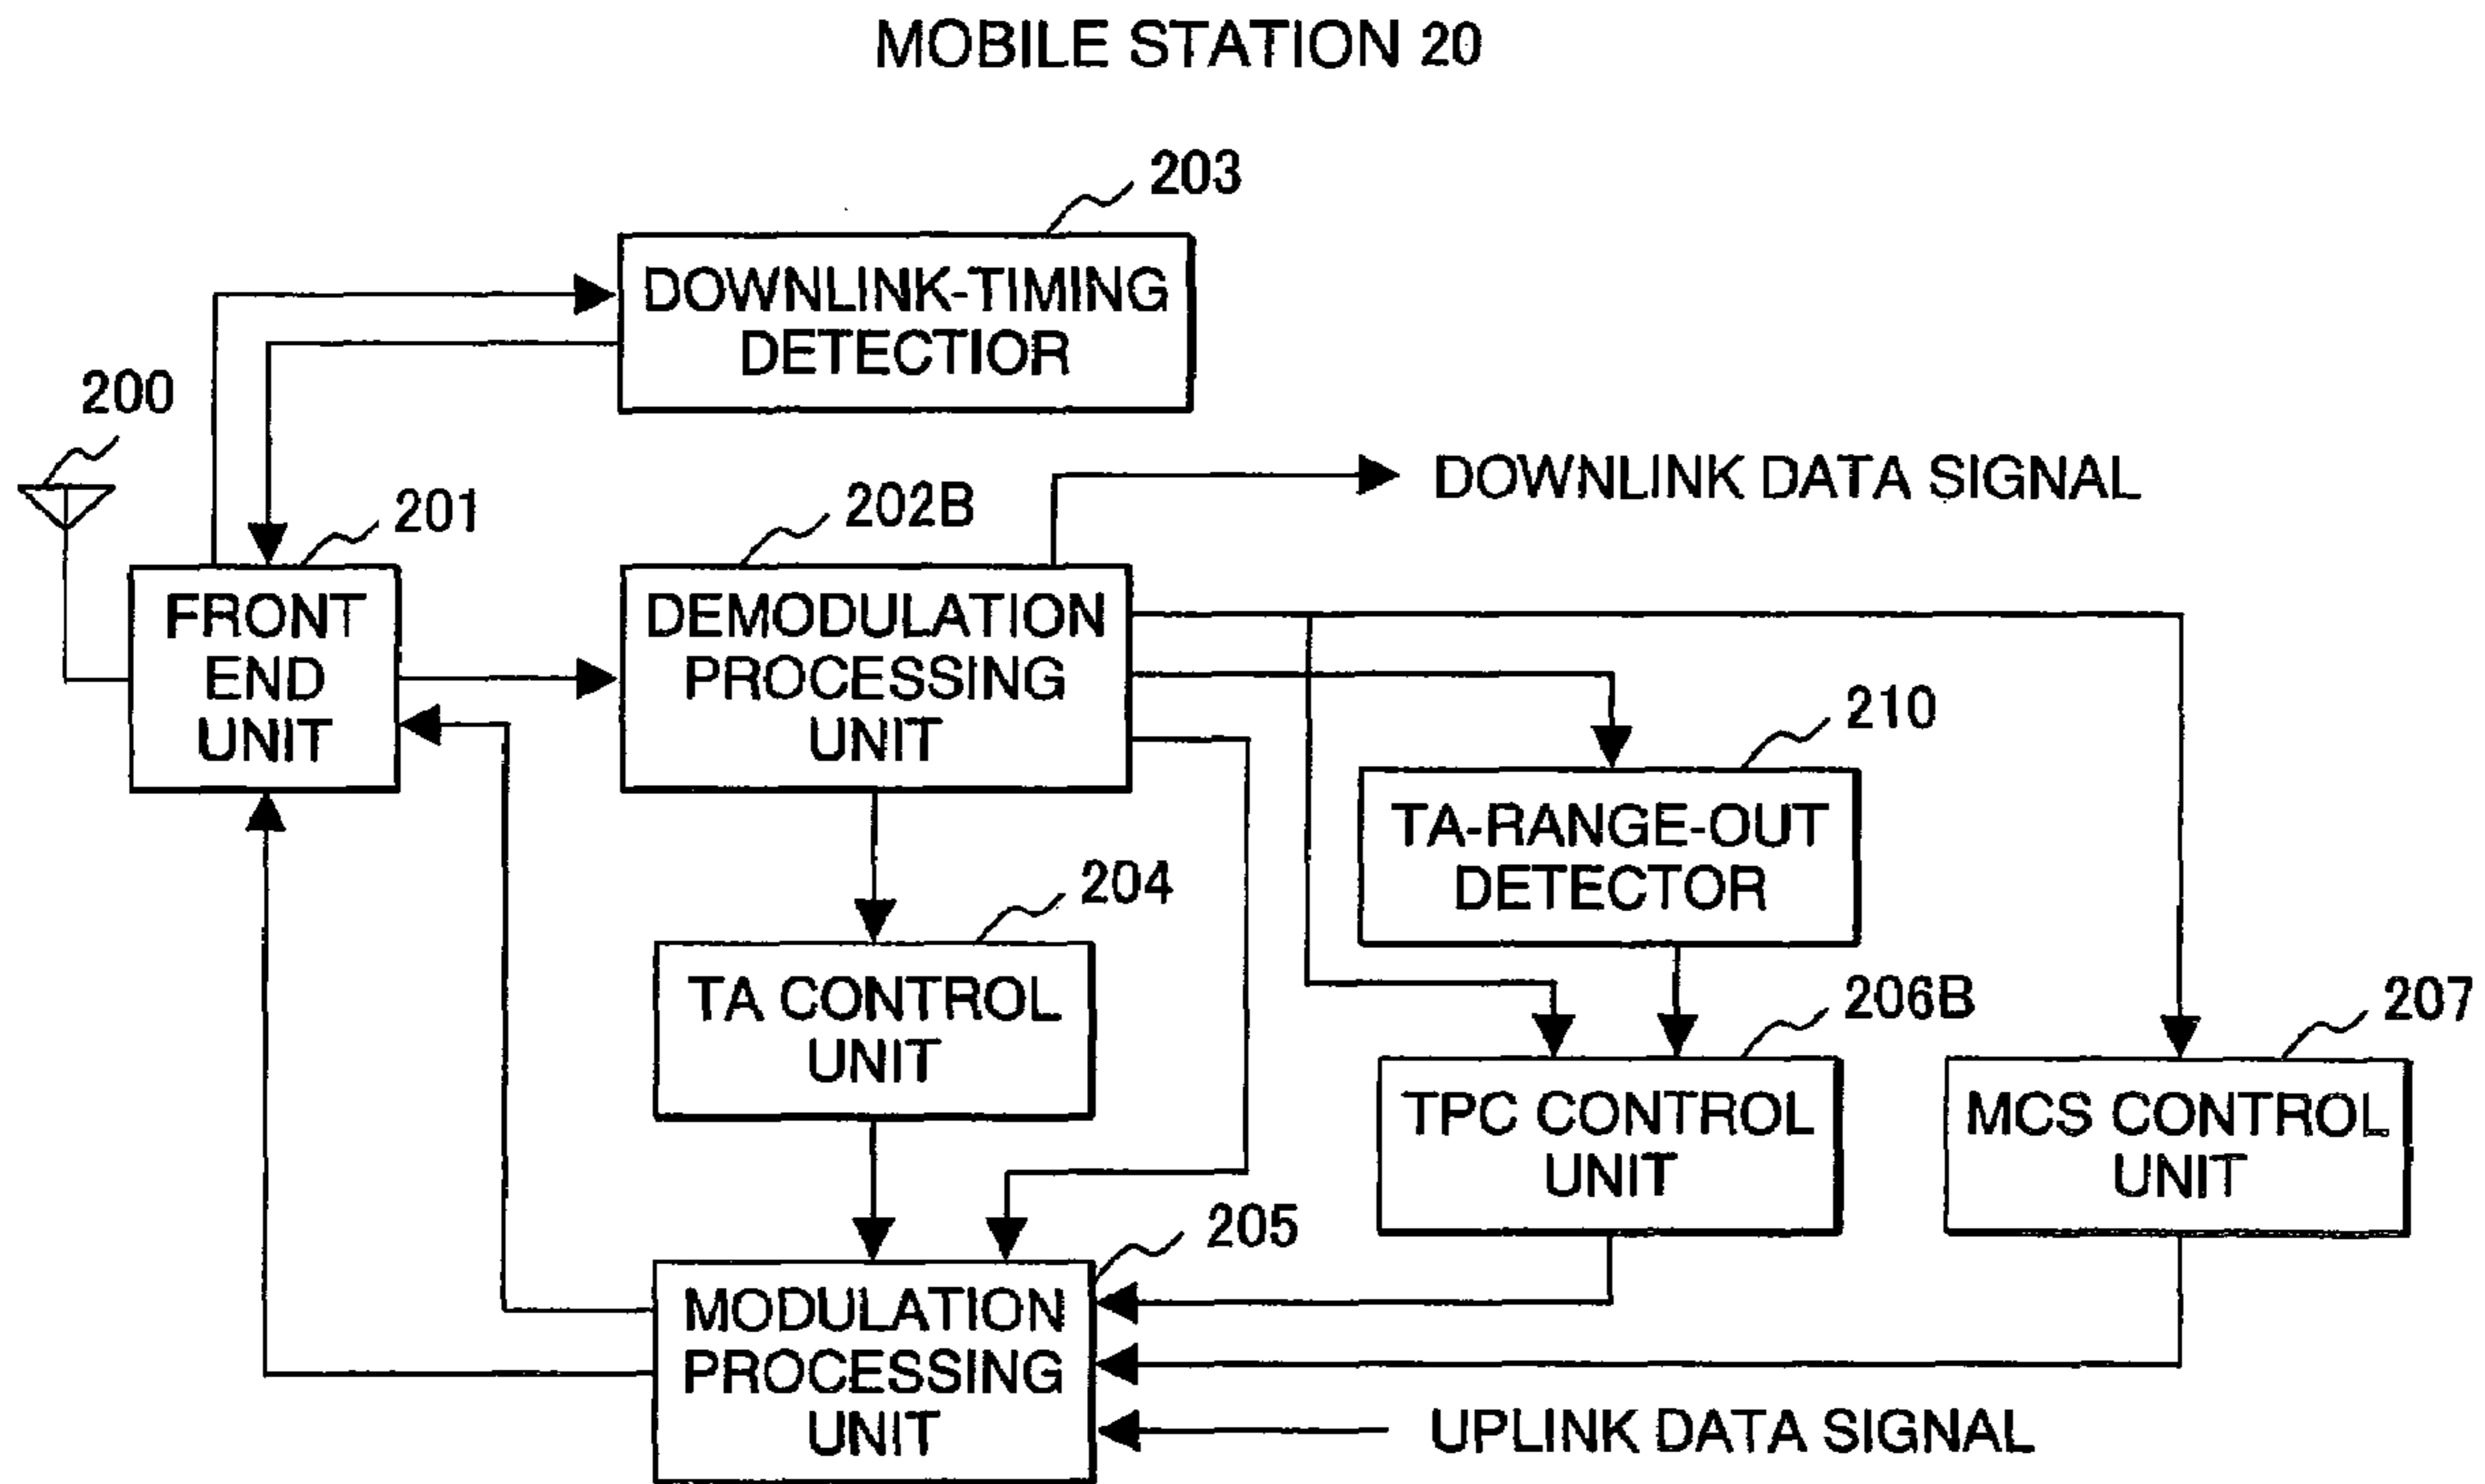 MOBILE STATION 20
203
DOWNLINK-TIMING
DETECTIOR
200
DOWNLINK DATA SIGNAL
201
202B
FRONT
END
UNIT
DEMODULATION
PROCESSING
UNIT
210
TA-RANGE-OUT
DETECTOR
204
TA CONTROL
UNIT
206B
207
TPC CONTROL
UNIT
MCS CONTROL
UNIT
205
MODULATION
PROCESSING
UNIT
UPLINK DATA SIGNAL